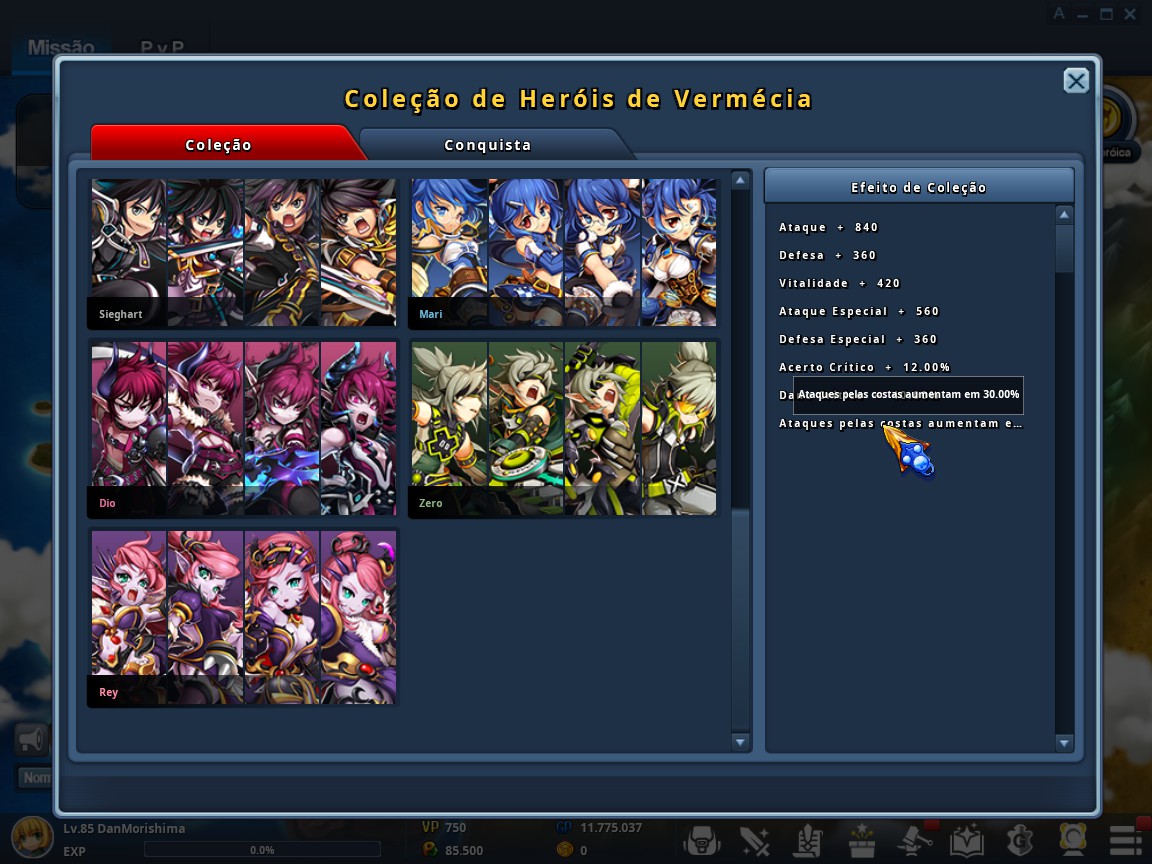 A
Missão
PvP
Coleção de Heróis de Vermécia
Coleção
Conquista
Sieghart
Mari
Dio
Zero
Rey
Efeito de Coleção
Ataque + 840
Defesa + 360
Vitalidade + 420
Ataque Especial + 560
Defesa Especial + 360
Acerto Crítico + 12.00%
Ataques pelas costas aumentam em 30.00%
Ataques pelas costas aumentam e...
Lv.85 DanMorishima
EXP
0.0%
VP 750
GP 11.775.037
85.500
0